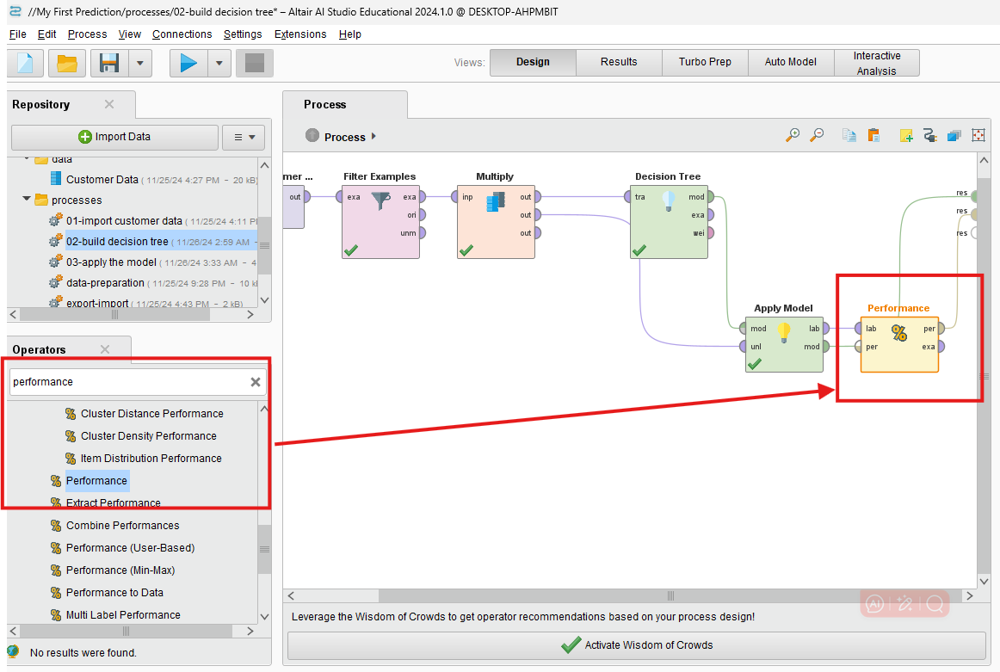 //My First Prediction/processes/02-build decision tree* – Altair AI Studio Educational 2024.1.0 @ DESKTOP-AHPMBIT
File Edit Process View Connections Settings Extensions Help
Views: Design Results Turbo Prep Auto Model Interactive Analysis
Repository
Import Data
data
Customer Data ( 11/25/24 4:27 PM – 20 kB)
processes
01-import customer data ( 11/25/24 4:11 P
02-build decision tree ( 11/26/24 2:59 AM –
03-apply the model ( 11/26/24 3:33 AM – 4
data-preparation ( 11/25/24 9:28 PM – 10 k
export-import ( 11/25/24 4:43 PM – 2 kB)
Operators
performance
Cluster Distance Performance
Cluster Density Performance
Item Distribution Performance
Performance
Extract Performance
Combine Performances
Performance (User-Based)
Performance (Min-Max)
Performance to Data
Multi Label Performance
No results were found.
Process
Process
mer ...
out
Filter Examples
exa exa
ori
unm
Multiply
inp out
out
out
Decision Tree
tra mod
exa
wei
res
res
res
Apply Model
mod lab
unl mod
Performance
%
lab per
per exa
AI
Leverage the Wisdom of Crowds to get operator recommendations based on your process design!
Activate Wisdom of Crowds